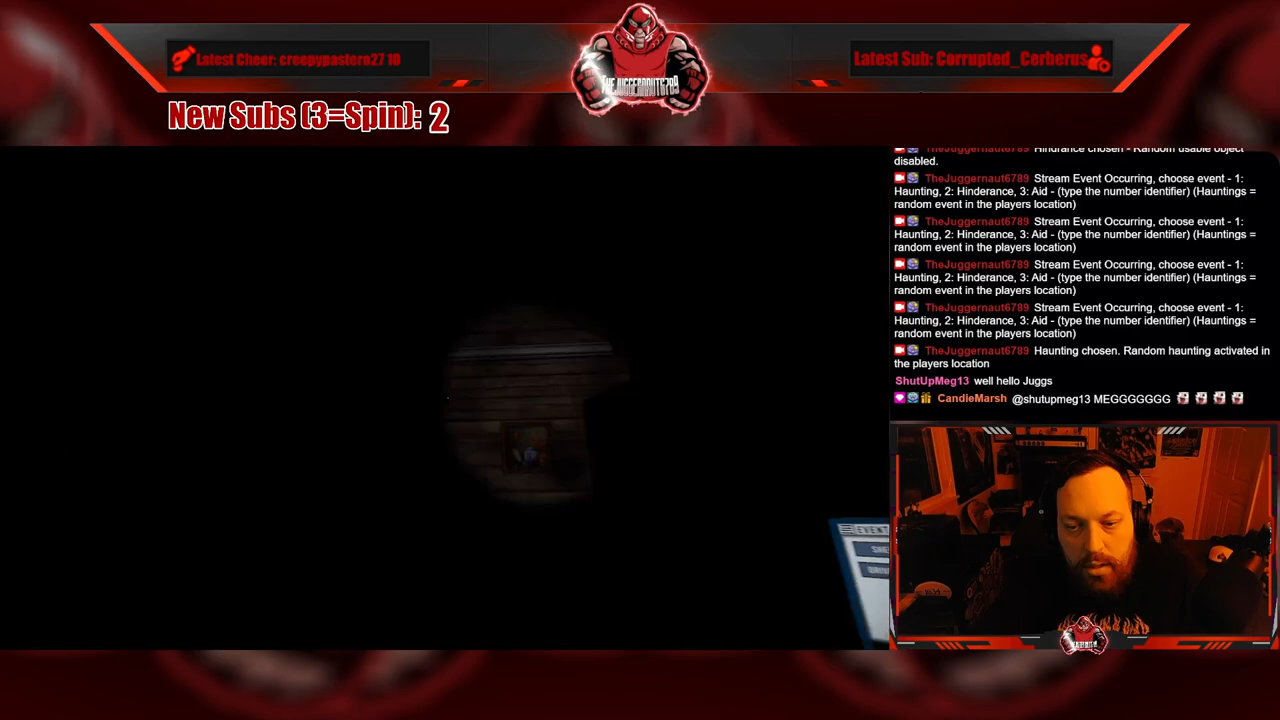 Latest Cheer: creepypastero27 10
THEJUGGERNAUT6789
Latest Sub: Corrupted_Cerberus
New Subs (3=Spin): 2
TheJuggernaut6789 Hindrance chosen - Random usable object
disabled.
TheJuggernaut6789 Stream Event Occurring, choose event - 1:
Haunting, 2: Hinderance, 3: Aid - (type the number identifier) (Hauntings =
random event in the players location)
TheJuggernaut6789 Stream Event Occurring, choose event - 1:
Haunting, 2: Hinderance, 3: Aid - (type the number identifier) (Hauntings =
random event in the players location)
TheJuggernaut6789 Stream Event Occurring, choose event - 1:
Haunting, 2: Hinderance, 3: Aid - (type the number identifier) (Hauntings =
random event in the players location)
TheJuggernaut6789 Stream Event Occurring, choose event - 1:
Haunting, 2: Hinderance, 3: Aid - (type the number identifier) (Hauntings =
random event in the players location)
TheJuggernaut6789 Haunting chosen. Random haunting activated in
the players location
ShutUpMeg13 well hello Juggs
CandleMarsh @shutupmeg13 MEGGGGGGG
EVENT